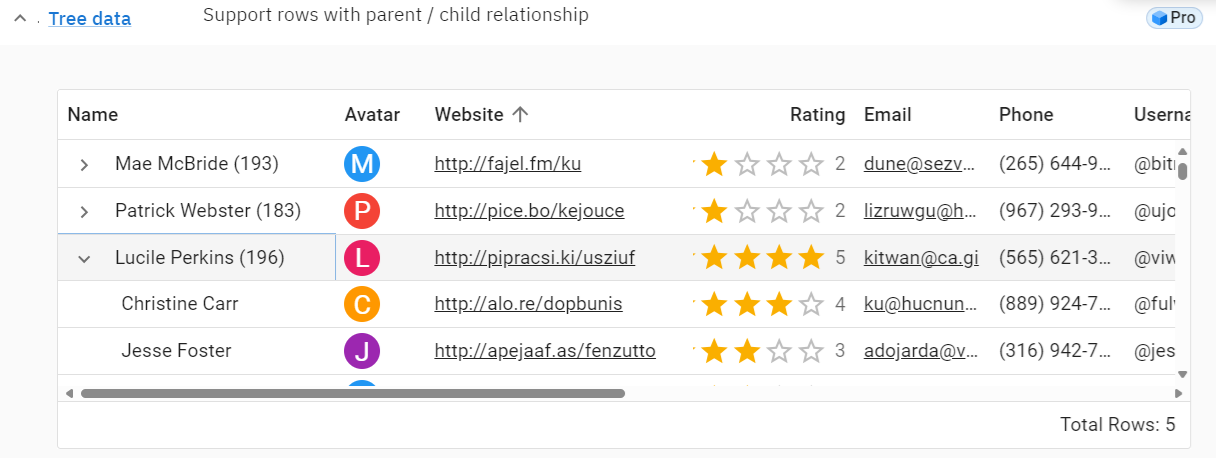 Tree data Support rows with parent / child relationship Pro
Name Avatar Website Rating Email Phone Userna
Mae McBride (193) M http://fajel.fm/ku 2 dune@sezv... (265) 644-9... @bit
Patrick Webster (183) P http://pice.bo/kejouce 2 lizruwgu@h... (967) 293-9... @ujo
Lucile Perkins (196) L http://pipracsi.ki/usziuf 5 kitwan@ca.gi (565) 621-3... @viw
Christine Carr C http://alo.re/dopbunis 4 ku@hucnun... (889) 924-7... @ful
Jesse Foster J http://apejaaf.as/fenzutto 3 adojarda@v... (316) 942-7... @jes
Total Rows: 5